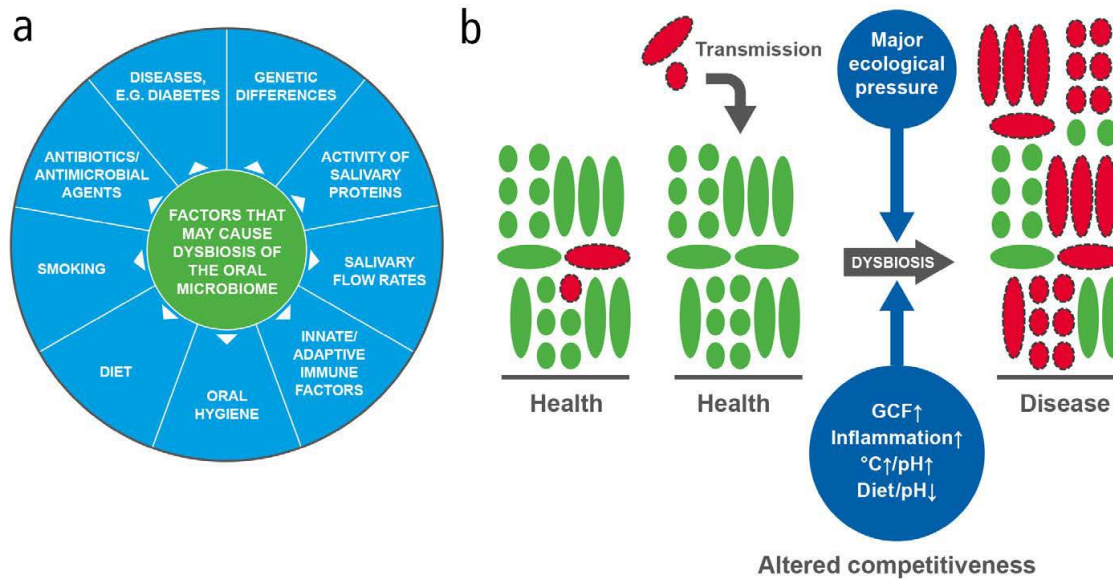 a
DISEASES,
E.G. DIABETES
GENETIC
DIFFERENCES
ACTIVITY OF
SALIVARY
PROTEINS
SALIVARY
FLOW RATES
INNATE/
ADAPTIVE
IMMUNE
FACTORS
ORAL
HYGIENE
DIET
SMOKING
ANTIBIOTICS/
ANTIMICROBIAL
AGENTS
FACTORS THAT
MAY CAUSE
DYSBIOSIS OF
THE ORAL
MICROBIOME
b
Transmission
Major
ecological
pressure
DYSBIOSIS
Health
Health
Disease
GCF↑
Inflammation↑
°C↑/pH↑
Diet/pH↓
Altered competitiveness